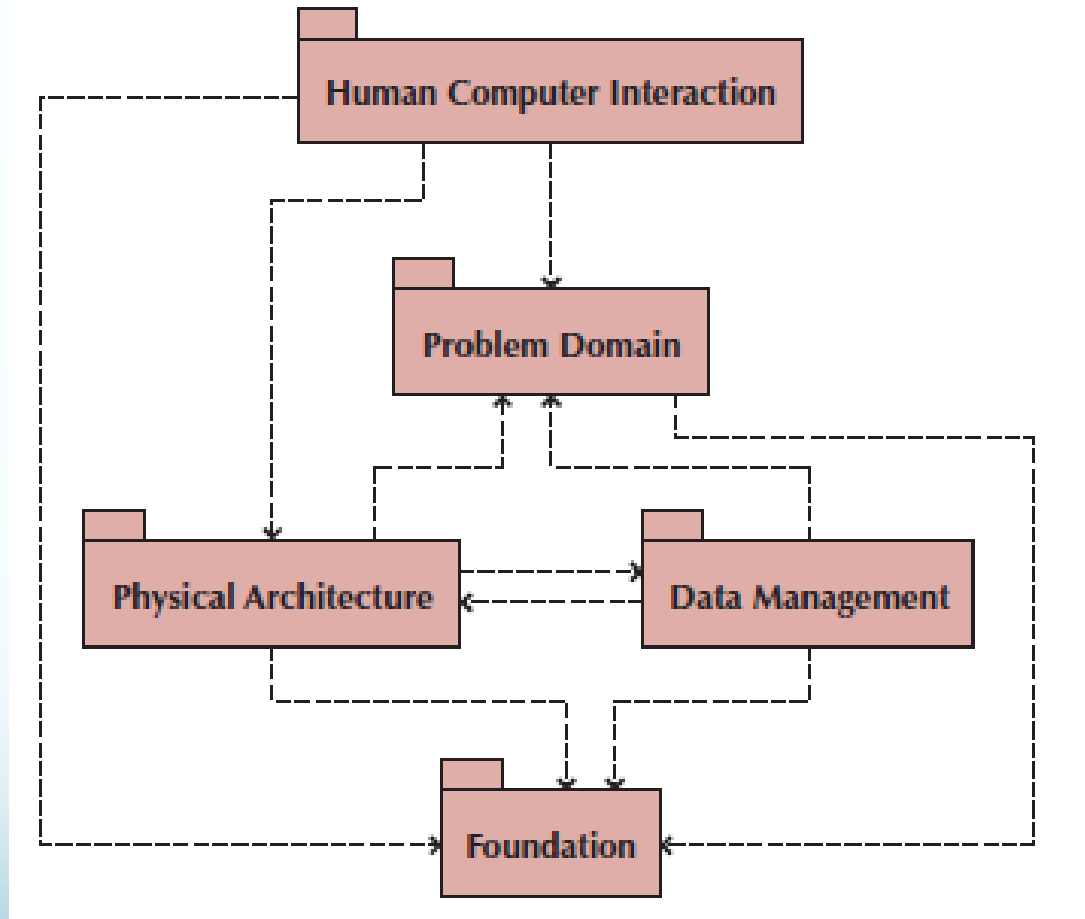 Human Computer Interaction
Problem Domain
Physical Architecture
Data Management
Foundation